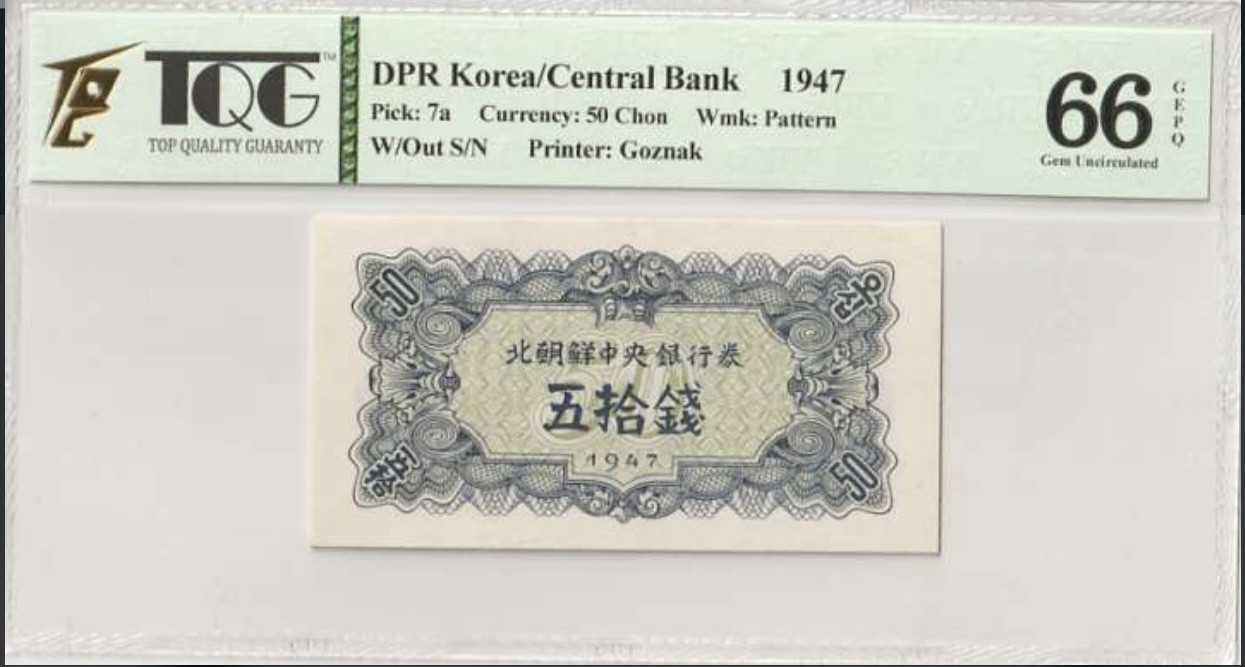 TQG™
TOP QUALITY GUARANTY
DPR Korea/Central Bank 1947
Pick: 7a Currency: 50 Chon Wmk: Pattern
W/Out S/N Printer: Goznak
66
Gem Uncirculated
GEPQ
50
오십
北朝鮮中央銀行券
五拾錢
1947
五拾
50